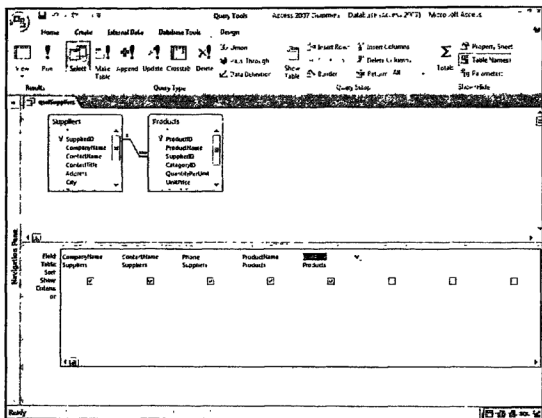 Query Tools Access 2007 Database (Access 2007) Microsoft Access
Home Create External Data Database Tools Design
Union Insert Rows Insert Columns Property Sheet
View Run Select Make Table Append Update Crosstab Delete Pass Through Show Table Delete Columns Totals Table Names
Data Definition Builder Return: All Parameters
Results Query Type Query Setup Show/Hide
Suppliers Products
SupplierID ProductID
CompanyName ProductName
ContactName SupplierID
ContactTitle CategoryID
Address QuantityPerUnit
City UnitPrice
Navigation Pane
Field CompanyName ContactName Phone ProductName
Table Suppliers Suppliers Suppliers Products Products
Sort
Show
Criteria
or
Ready